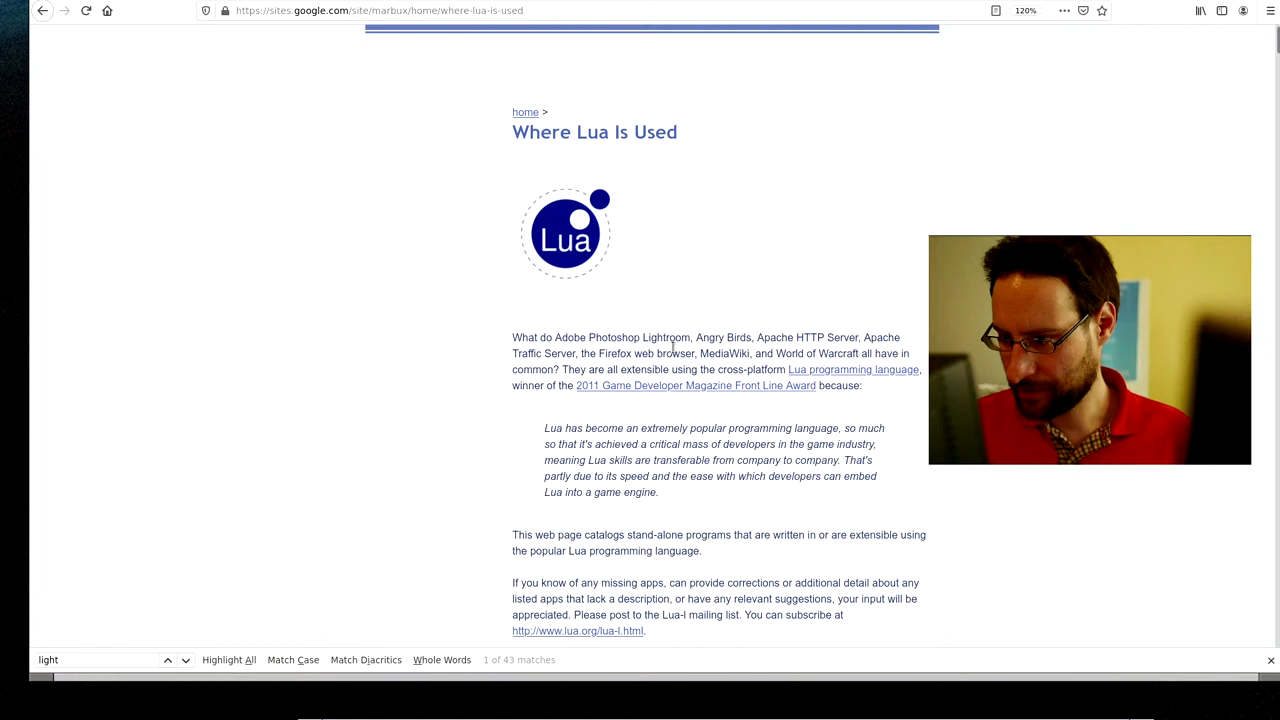 https://sites.google.com/site/marbux/home/where-lua-is-used
120%
home >
Where Lua Is Used
Lua
What do Adobe Photoshop Lightroom, Angry Birds, Apache HTTP Server, Apache
Traffic Server, the Firefox web browser, MediaWiki, and World of Warcraft all have in
common? They are all extensible using the cross-platform Lua programming language,
winner of the 2011 Game Developer Magazine Front Line Award because:
Lua has become an extremely popular programming language, so much
so that it's achieved a critical mass of developers in the game industry,
meaning Lua skills are transferable from company to company. That's
partly due to its speed and the ease with which developers can embed
Lua into a game engine.
This web page catalogs stand-alone programs that are written in or are extensible using
the popular Lua programming language.
If you know of any missing apps, can provide corrections or additional detail about any
listed apps that lack a description, or have any relevant suggestions, your input will be
appreciated. Please post to the Lua-l mailing list. You can subscribe at
http://www.lua.org/lua-l.html.
light Highlight All Match Case Match Diacritics Whole Words 1 of 43 matches